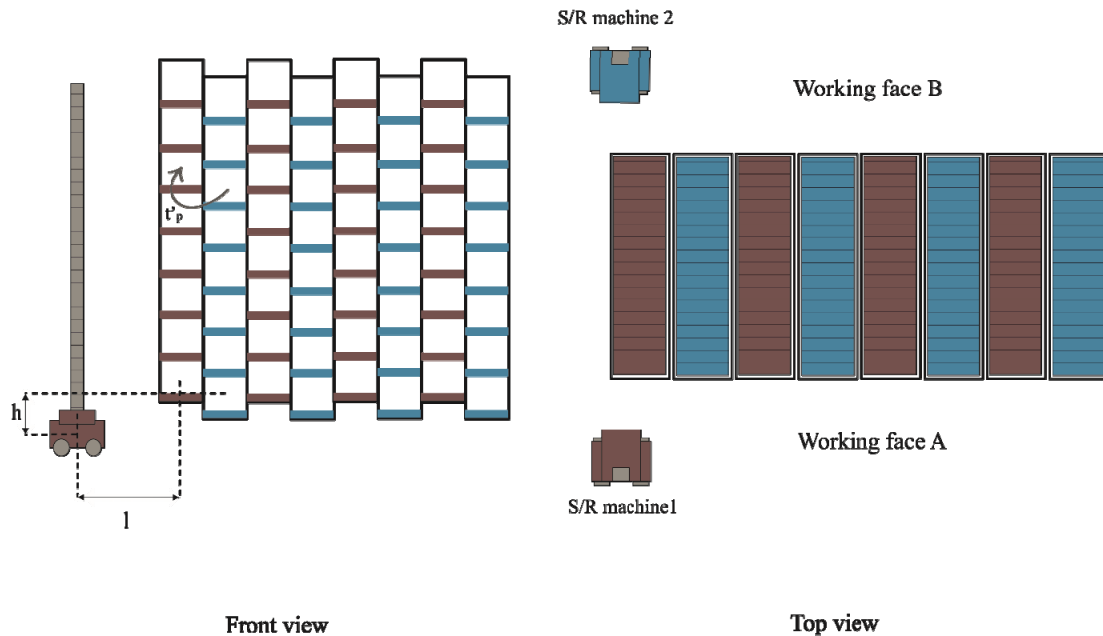 S/R machine 2
Working face B
t'p
h
Working face A
l
S/R machine1
Front view
Top view